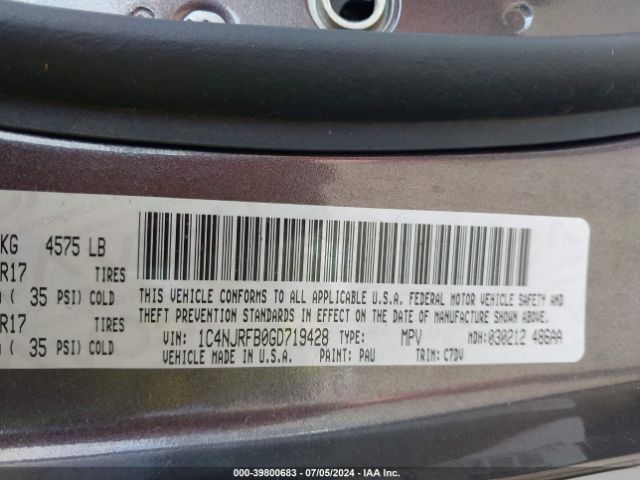 KG 4575 LB
R17 TIRES
( 35 PSI) COLD
R17 TIRES
( 35 PSI) COLD
THIS VEHICLE CONFORMS TO ALL APPLICABLE U.S.A. FEDERAL MOTOR VEHICLE SAFETY AND
THEFT PREVENTION STANDARDS IN EFFECT ON THE DATE OF MANUFACTURE SHOWN ABOVE.
VIN: 1C4NJRFB0GD719428 TYPE: MPV MDH: 030212 486AA
VEHICLE MADE IN U.S.A. PAINT: PAU TRIM: C7DV
000-39800683 / 07/05/2024 - IAA Inc.